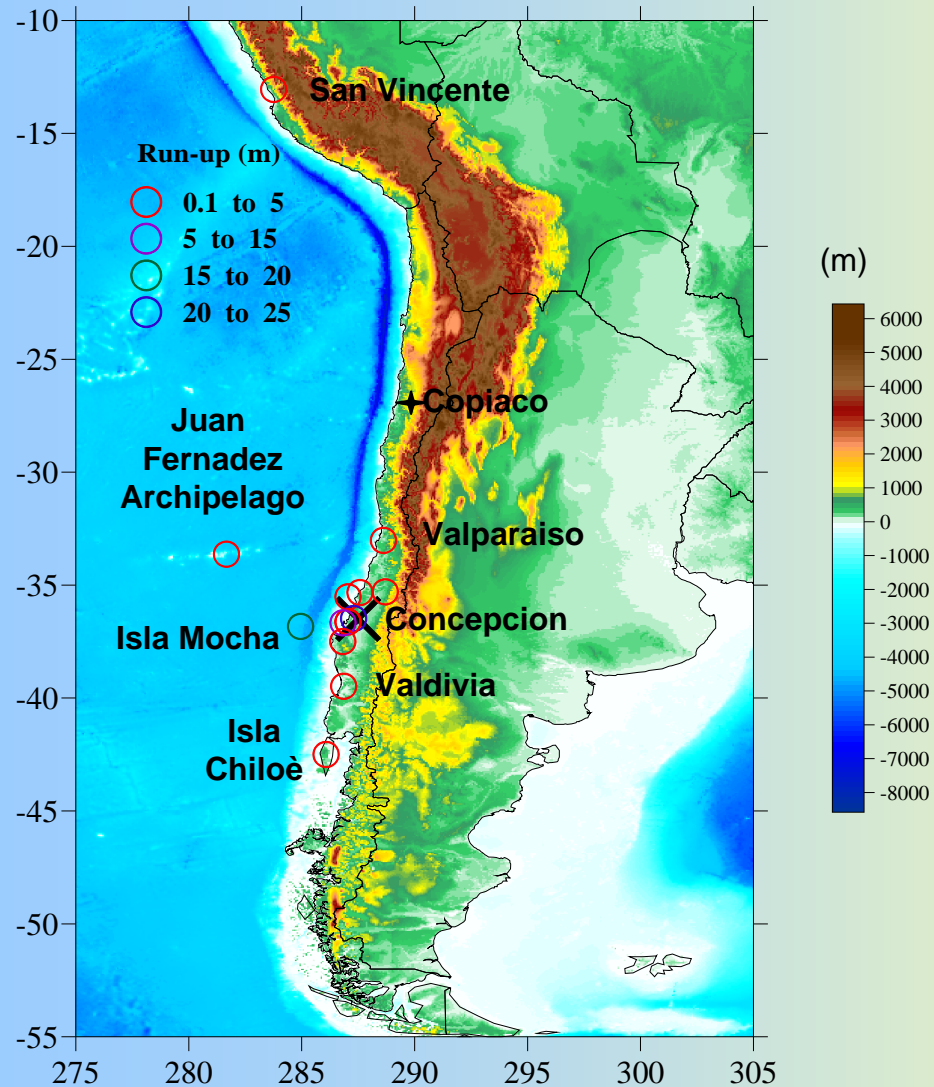 -10
-15
-20
-25
-30
-35
-40
-45
-50
-55
275
280
285
290
295
300
305
San Vincente
Run-up (m)
0.1 to 5
5 to 15
15 to 20
20 to 25
Copiaco
Juan
Fernadez
Archipelago
Valparaiso
Concepcion
Isla Mocha
Valdivia
Isla
Chiloè
(m)
6000
5000
4000
3000
2000
1000
0
-1000
-2000
-3000
-4000
-5000
-6000
-7000
-8000